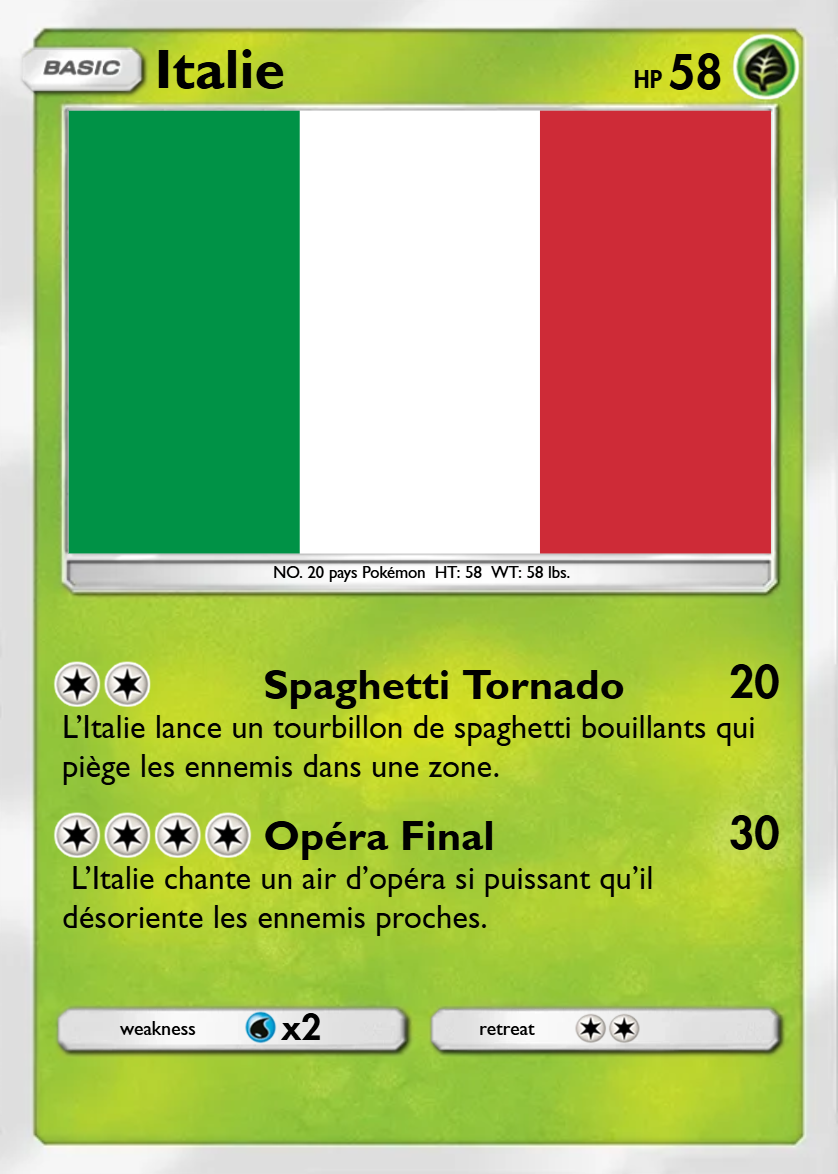 BASIC Italie HP 58
NO. 20 pays Pokémon HT: 58 WT: 58 lbs.
Spaghetti Tornado 20
L’Italie lance un tourbillon de spaghetti bouillants qui
piège les ennemis dans une zone.
Opéra Final 30
L’Italie chante un air d’opéra si puissant qu’il
désoriente les ennemis proches.
weakness x2 retreat